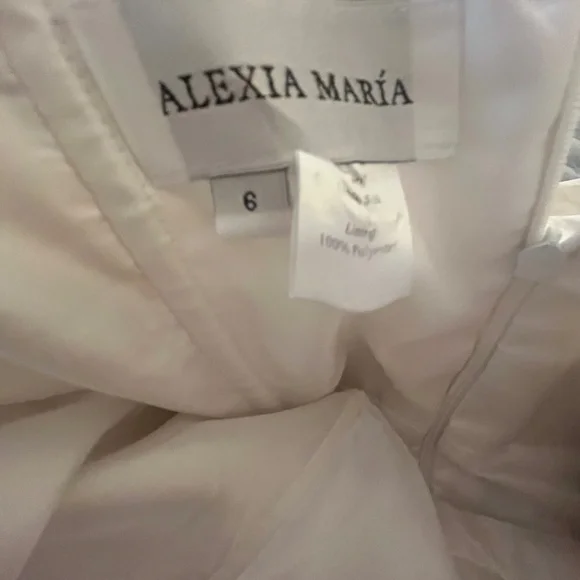 ALEXIA MARÍA
6
Lining
100% Polyester